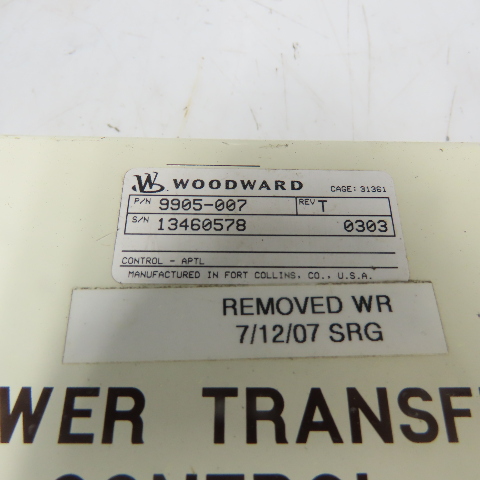 W WOODWARD CAGE: 31361
P/N 9905-007 REV T
S/N 13460578 0303
CONTROL - APTL
MANUFACTURED IN FORT COLLINS, CO., U.S.A.
REMOVED WR
7/12/07 SRG
WER TRANSF
CONTROL